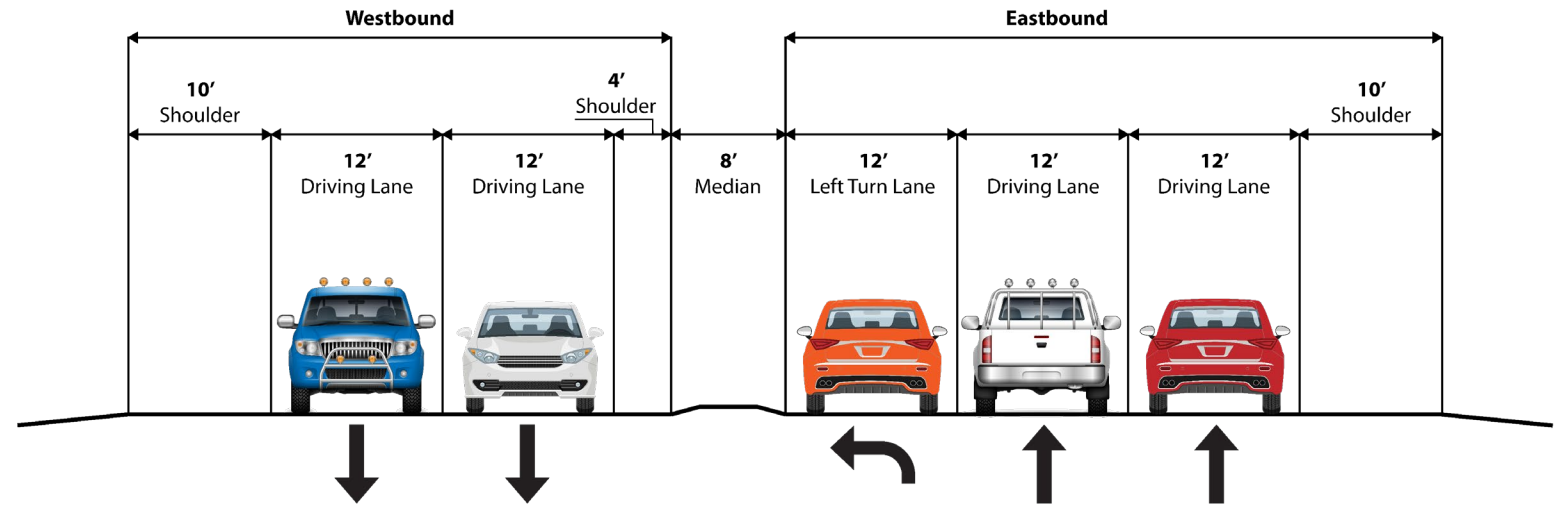 Westbound
Eastbound
10’
Shoulder
4’
Shoulder
10’
Shoulder
12’
Driving Lane
12’
Driving Lane
8’
Median
12’
Left Turn Lane
12’
Driving Lane
12’
Driving Lane